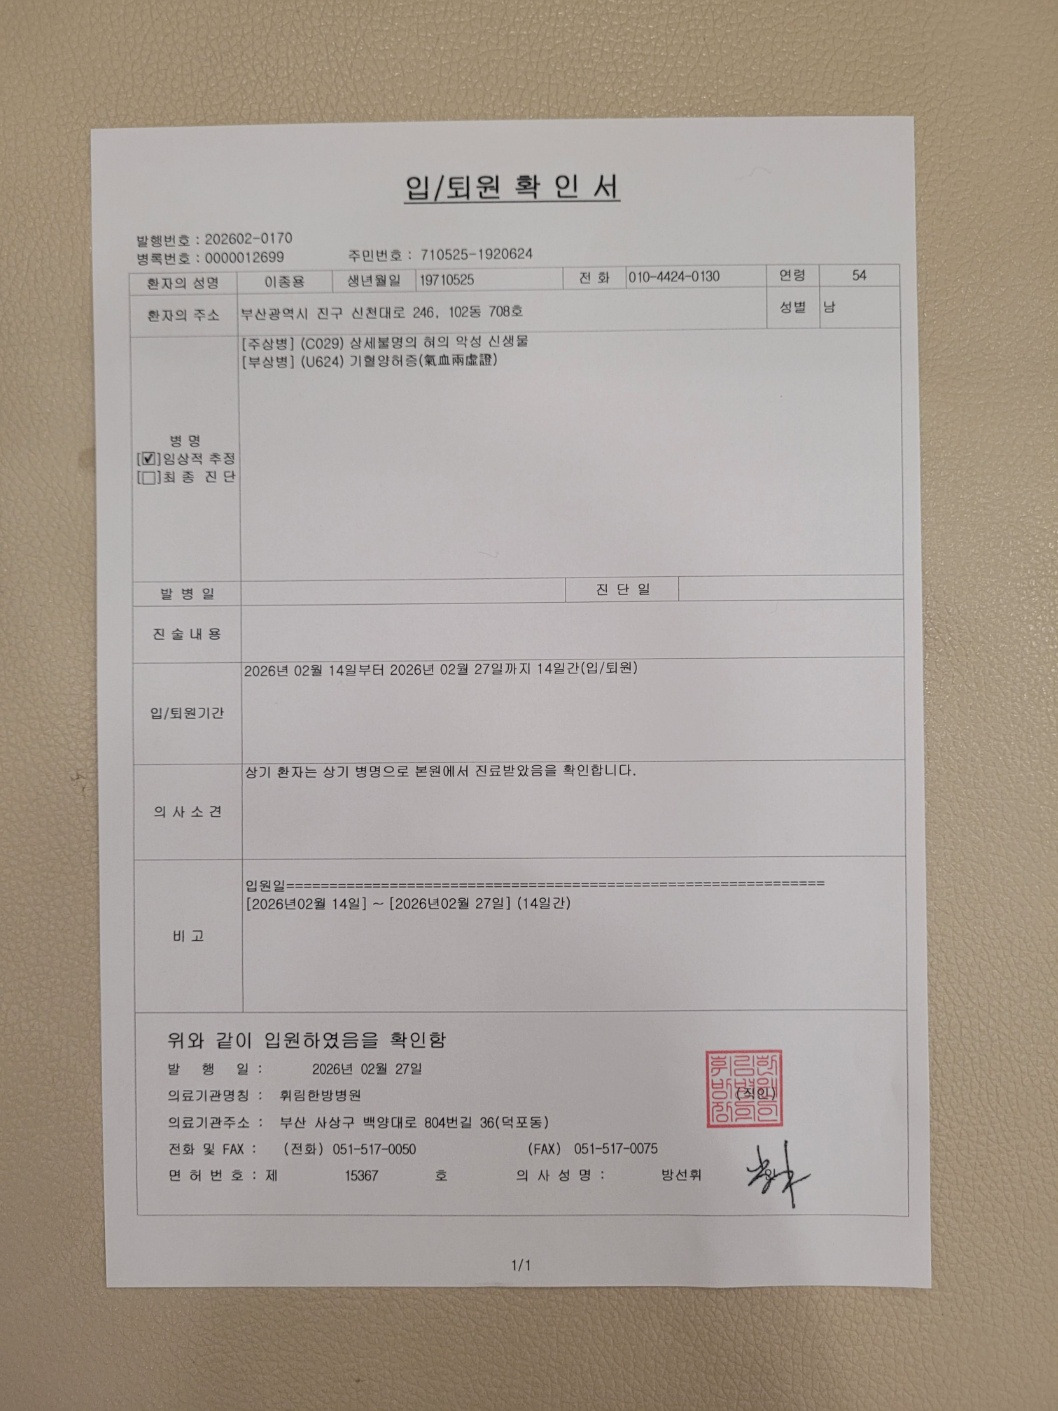 입/퇴원 확 인 서
발행번호 : 202602-0170
병록번호 : 0000012699
주민번호 : 710525-1920624
환자의 성명 이종용 생년월일 19710525 전 화 010-4424-0130 연령 54
환자의 주소 부산광역시 진구 신천대로 246, 102동 708호 성별 남
[주상병] (C029) 상세불명의 혀의 악성 신생물
[부상병] (U624) 기혈양허증(氣血兩虛證)
병 명
[☑]임상적 추정
[☐]최 종 진 단
발 병 일 진 단 일
진 술 내 용
입/퇴원기간 2026년 02월 14일부터 2026년 02월 27일까지 14일간(입/퇴원)
의 사 소 견 상기 환자는 상기 병명으로 본원에서 진료받았음을 확인합니다.
비 고
입원일==============================================================
[2026년02월 14일] ~ [2026년02월 27일] (14일간)
위와 같이 입원하였음을 확인함
발 행 일 : 2026년 02월 27일
의료기관명칭 : 휘림한방병원
(직인)
의료기관주소 : 부산 사상구 백양대로 804번길 36(덕포동)
전화 및 FAX : (전화) 051-517-0050 (FAX) 051-517-0075
면 허 번 호 : 제 15367 호 의 사 성 명 : 방선휘
1/1